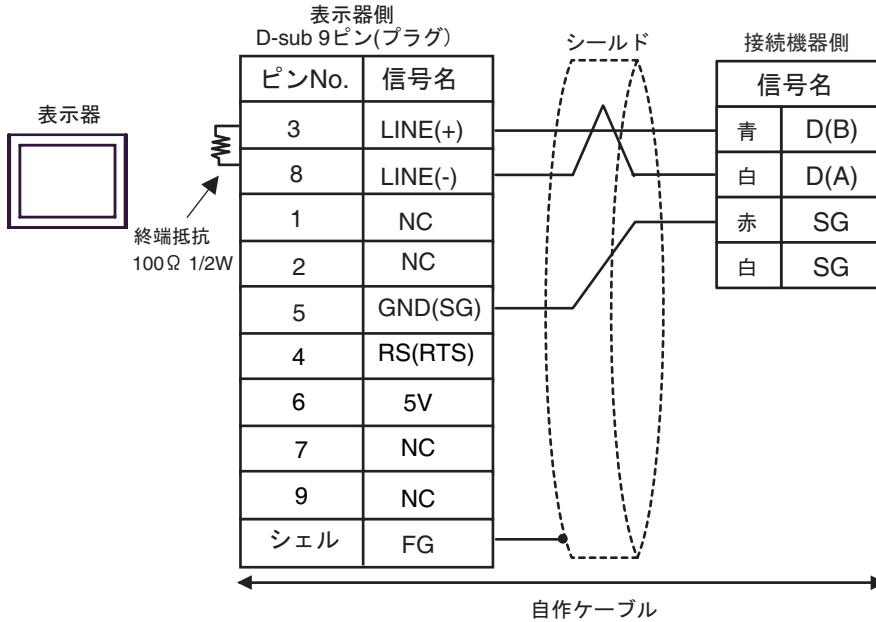 表示器側
D-sub 9ピン(プラグ)
シールド
接続機器側
ピンNo. 信号名
信号名
表示器
3 LINE(+)
青 D(B)
8 LINE(-)
白 D(A)
1 NC
赤 SG
終端抵抗
100Ω 1/2W
2 NC
白 SG
5 GND(SG)
4 RS(RTS)
6 5V
7 NC
9 NC
シェル FG
自作ケーブル